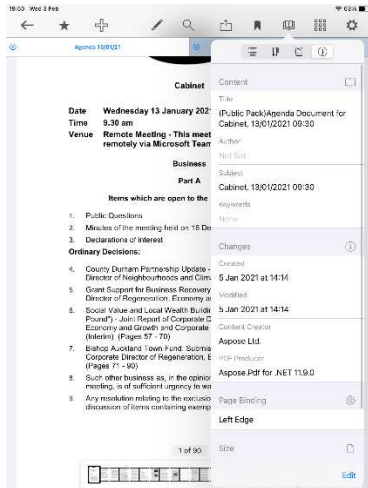 16:00 Wed 3 Feb
63%
Agenda 13/01/21
Cabinet
Date Wednesday 13 January 202
Time 9.30 am
Venue Remote Meeting - This meet
remotely via Microsoft Team
Business
Part A
Items which are open to the
1. Public Questions
2. Minutes of the meeting held on 16 De
3. Declarations of interest
Ordinary Decisions:
4. County Durham Partnership Update -
Director of Neighbourhoods and Clim
5. Grant Support for Business Recovery
Director of Regeneration, Economy a
6. Social Value and Local Wealth Buildi
Pound") - Joint Report of Corporate D
Economy and Growth and Corporate
(Interim) (Pages 57 - 70)
7. Bishop Auckland Town Fund: Submis
Corporate Director of Regeneration, E
(Pages 71 - 90)
8. Such other business as, in the opinion
meeting, is of sufficient urgency to wa
9. Any resolution relating to the exclusio
discussion of items containing exemp
1 of 90
Content
Title
(Public Pack)Agenda Document for
Cabinet, 13/01/2021 09:30
Author
Not Set
Subject
Cabinet, 13/01/2021 09:30
Keywords
None
Changes
Created
5 Jan 2021 at 14:14
Modified
5 Jan 2021 at 14:14
Content Creator
Aspose Ltd.
PDF Producer
Aspose.Pdf for .NET 11.9.0
Page Binding
Left Edge
Size
Edit